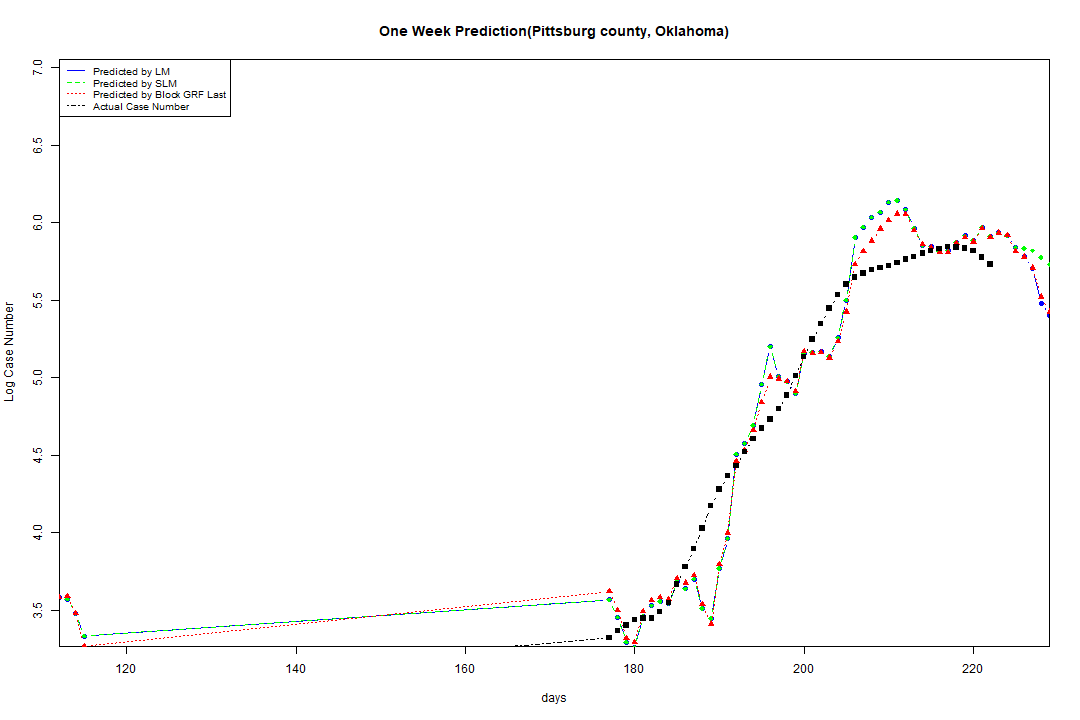 One Week Prediction(Pittsburg county, Oklahoma)
Predicted by LM
Predicted by SLM
Predicted by Block GRF Last
Actual Case Number
7.0
6.5
6.0
5.5
5.0
4.5
4.0
3.5
Log Case Number
120 140 160 180 200 220
days